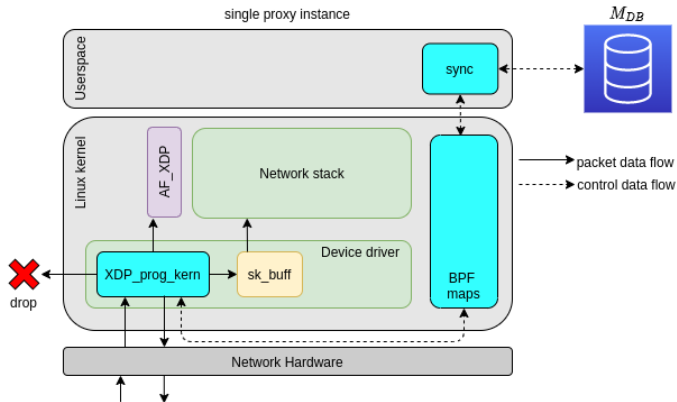 single proxy instance
M_DB
Userspace
sync
Linux kernel
AF_XDP
Network stack
packet data flow
control data flow
Device driver
XDP_prog_kern
sk_buff
BPF
maps
drop
Network Hardware